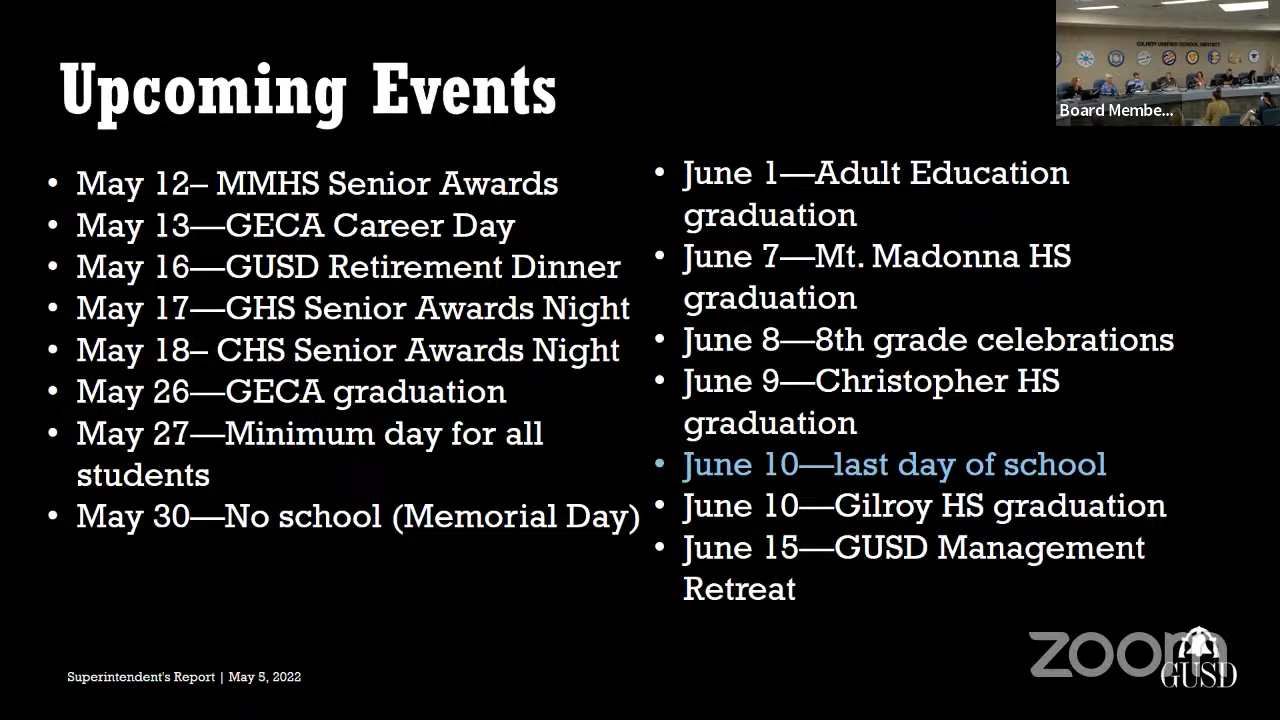 Upcoming Events
GILROY UNIFIED SCHOOL DISTRICT
Board Membe...
• May 12– MMHS Senior Awards
• May 13—GECA Career Day
• May 16—GUSD Retirement Dinner
• May 17—GHS Senior Awards Night
• May 18– CHS Senior Awards Night
• May 26—GECA graduation
• May 27—Minimum day for all
students
• May 30—No school (Memorial Day)
• June 1—Adult Education
graduation
• June 7—Mt. Madonna HS
graduation
• June 8—8th grade celebrations
• June 9—Christopher HS
graduation
• June 10—last day of school
• June 10—Gilroy HS graduation
• June 15—GUSD Management
Retreat
Superintendent's Report | May 5, 2022
zoom
GUSD